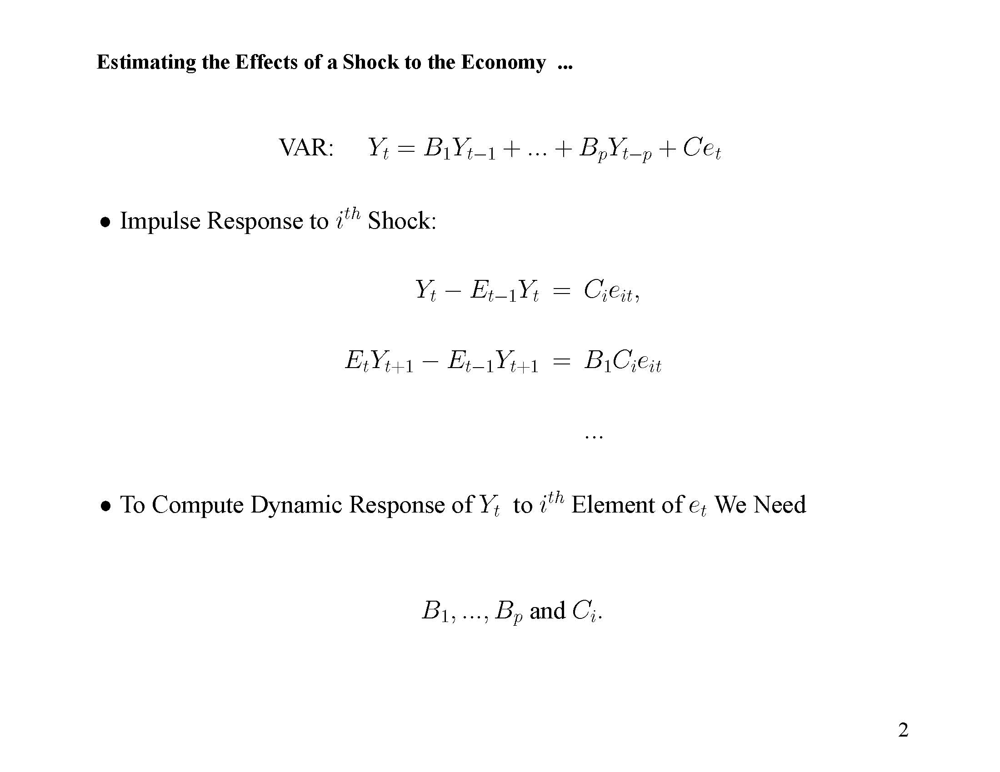 Estimating the Effects of a Shock to the Economy ...
VAR: $Y_t = B_1 Y_{t-1} + ... + B_p Y_{t-p} + C e_t$
• Impulse Response to $i^{th}$ Shock:
$Y_t - E_{t-1} Y_t = C_i e_{it},$
$E_t Y_{t+1} - E_{t-1} Y_{t+1} = B_1 C_i e_{it}$
...
• To Compute Dynamic Response of $Y_t$ to $i^{th}$ Element of $e_t$ We Need
$B_1, ..., B_p$ and $C_i$.
2